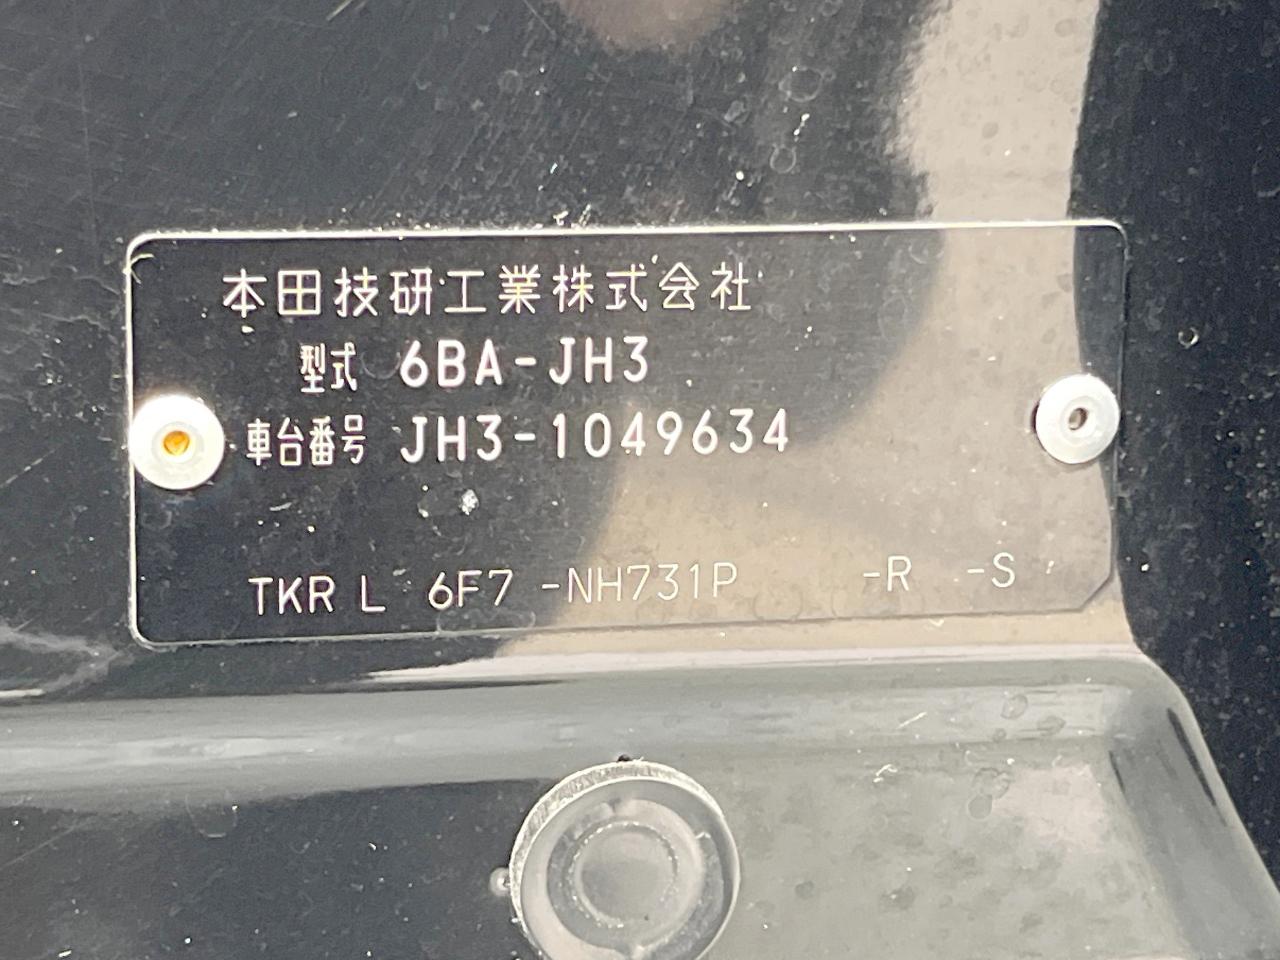 本田技研工業株式会社
型式 6BA-JH3
車台番号 JH3-1049634
TKR L 6F7 -NH731P -R -S